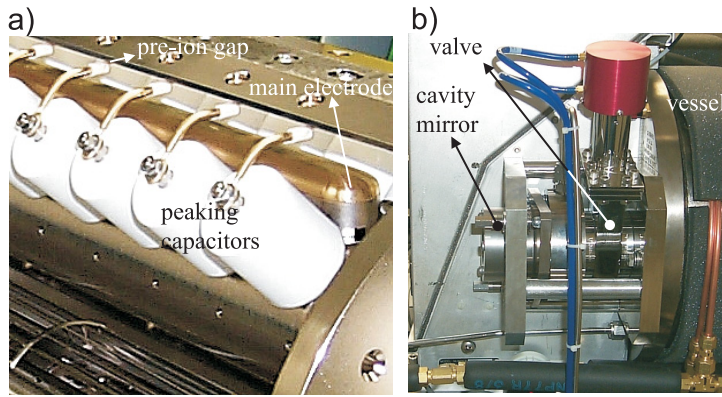 a)
pre-ion gap
main electrode
peaking
capacitors
b)
valve
cavity
mirror
vessel